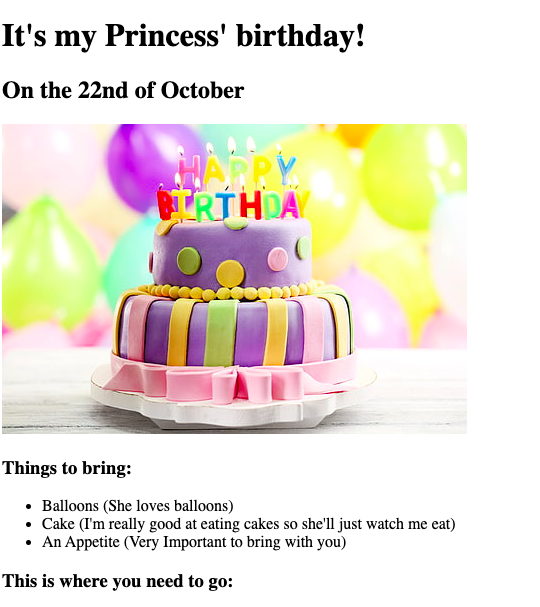 It's my Princess' birthday!
On the 22nd of October
HAPPY
BIRTHDAY
Things to bring:
Balloons (She loves balloons)
Cake (I'm really good at eating cakes so she'll just watch me eat)
An Appetite (Very Important to bring with you)
This is where you need to go: